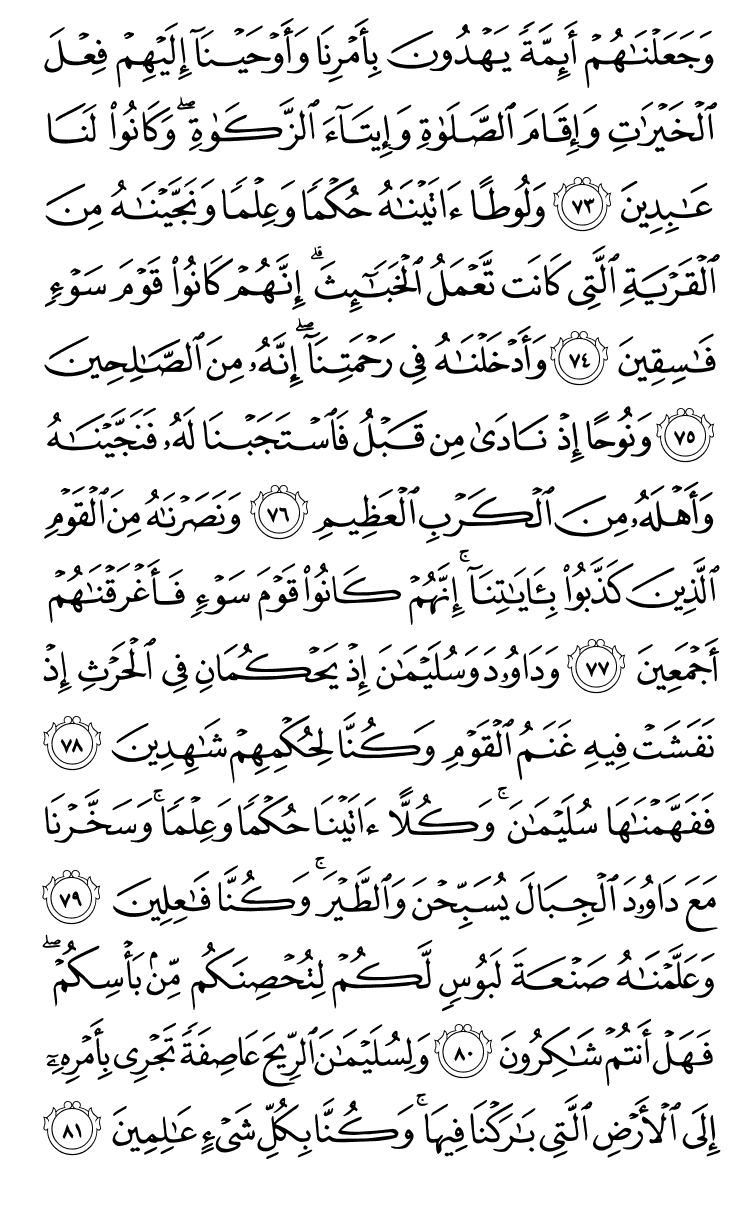 وَجَعَلْنَٰهُمْ أَئِمَّةً يَهْدُونَ بِأَمْرِنَا وَأَوْحَيْنَآ إِلَيْهِمْ فِعْلَ
ٱلْخَيْرَٰتِ وَإِقَامَ ٱلصَّلَوٰةِ وَإِيتَآءَ ٱلزَّكَوٰةِ ۖ وَكَانُوا۟ لَنَا
عَٰبِدِينَ ٧٣ وَلُوطًا ءَاتَيْنَٰهُ حُكْمًا وَعِلْمًا وَنَجَّيْنَٰهُ مِنَ
ٱلْقَرْيَةِ ٱلَّتِى كَانَت تَّعْمَلُ ٱلْخَبَٰٓئِثَ ۗ إِنَّهُمْ كَانُوا۟ قَوْمَ سَوْءٍ
فَٰسِقِينَ ٧٤ وَأَدْخَلْنَٰهُ فِى رَحْمَتِنَآ ۖ إِنَّهُۥ مِنَ ٱلصَّٰلِحِينَ
٧٥ وَنُوحًا إِذْ نَادَىٰ مِن قَبْلُ فَٱسْتَجَبْنَا لَهُۥ فَنَجَّيْنَٰهُ
وَأَهْلَهُۥ مِنَ ٱلْكَرْبِ ٱلْعَظِيمِ ٧٦ وَنَصَرْنَٰهُ مِنَ ٱلْقَوْمِ
ٱلَّذِينَ كَذَّبُوا۟ بِـَٔايَٰتِنَآ ۚ إِنَّهُمْ كَانُوا۟ قَوْمَ سَوْءٍ فَأَغْرَقْنَٰهُمْ
أَجْمَعِينَ ٧٧ وَدَاوُۥدَ وَسُلَيْمَٰنَ إِذْ يَحْكُمَانِ فِى ٱلْحَرْثِ إِذْ
نَفَشَتْ فِيهِ غَنَمُ ٱلْقَوْمِ وَكُنَّا لِحُكْمِهِمْ شَٰهِدِينَ ٧٨
فَفَهَّمْنَٰهَا سُلَيْمَٰنَ ۚ وَكُلًّا ءَاتَيْنَا حُكْمًا وَعِلْمًا ۚ وَسَخَّرْنَا
مَعَ دَاوُۥدَ ٱلْجِبَالَ يُسَبِّحْنَ وَٱلطَّيْرَ ۚ وَكُنَّا فَٰعِلِينَ ٧٩
وَعَلَّمْنَٰهُ صَنْعَةَ لَبُوسٍ لَّكُمْ لِتُحْصِنَكُم مِّنۢ بَأْسِكُمْ ۖ
فَهَلْ أَنتُمْ شَٰكِرُونَ ٨٠ وَلِسُلَيْمَٰنَ ٱلرِّيحَ عَاصِفَةً تَجْرِى بِأَمْرِهِۦٓ
إِلَى ٱلْأَرْضِ ٱلَّتِى بَٰرَكْنَا فِيهَا ۚ وَكُنَّا بِكُلِّ شَىْءٍ عَٰلِمِينَ ٨١